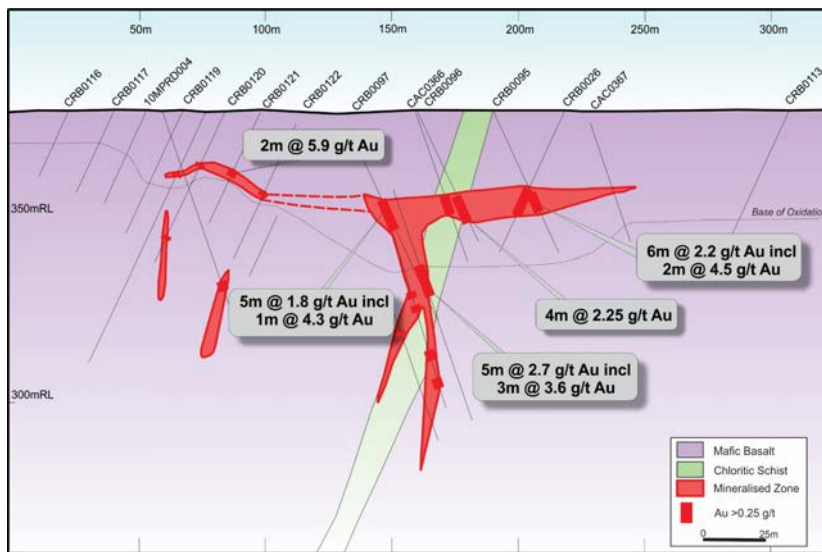 50m
100m
150m
200m
250m
300m
CRB0116
CRB0117
10MPRD004
CRB0119
CRB0120
CRB0121
CRB0122
CRB0097
CAC0366
CRB0096
CRB0095
CRB0026
CAC0367
CRB0113
2m @ 5.9 g/t Au
350mRL
Base of Oxidation
6m @ 2.2 g/t Au incl
2m @ 4.5 g/t Au
5m @ 1.8 g/t Au incl
1m @ 4.3 g/t Au
4m @ 2.25 g/t Au
5m @ 2.7 g/t Au incl
3m @ 3.6 g/t Au
300mRL
Mafic Basalt
Chloritic Schist
Mineralised Zone
Au >0.25 g/t
0 25m